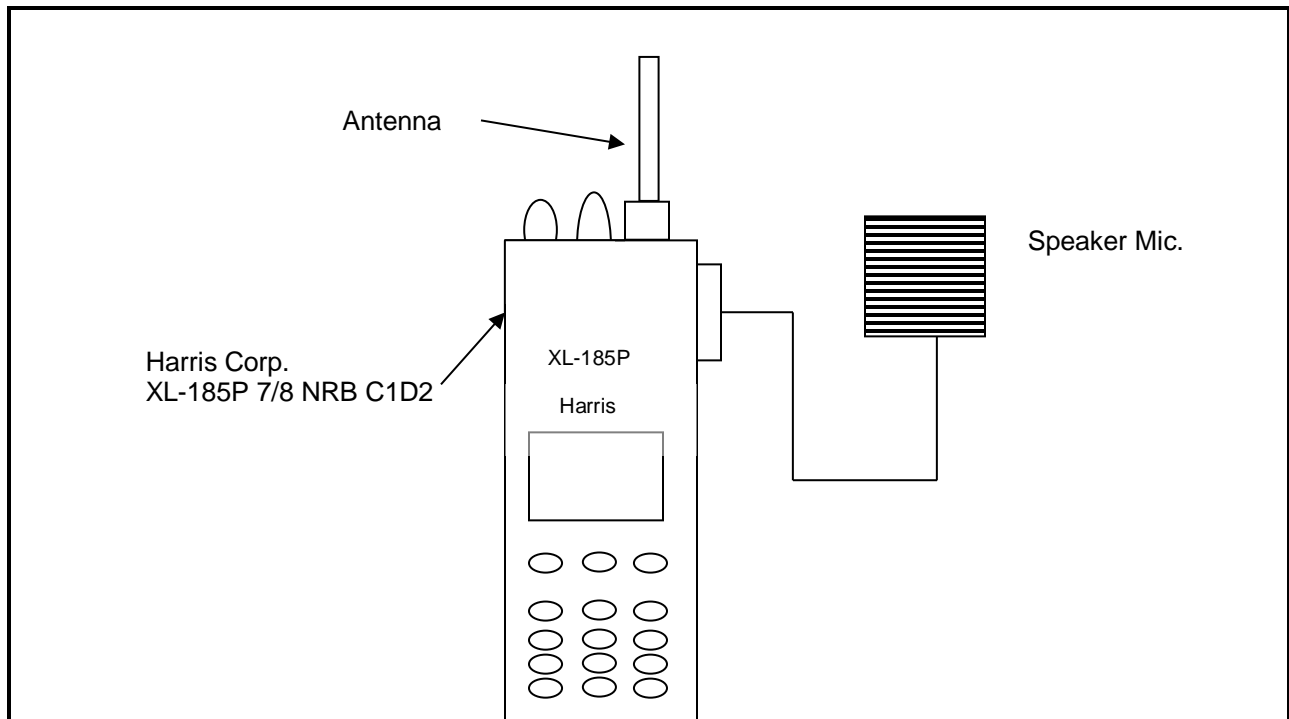 Antenna
Speaker Mic.
Harris Corp.
XL-185P 7/8 NRB C1D2
XL-185P
Harris